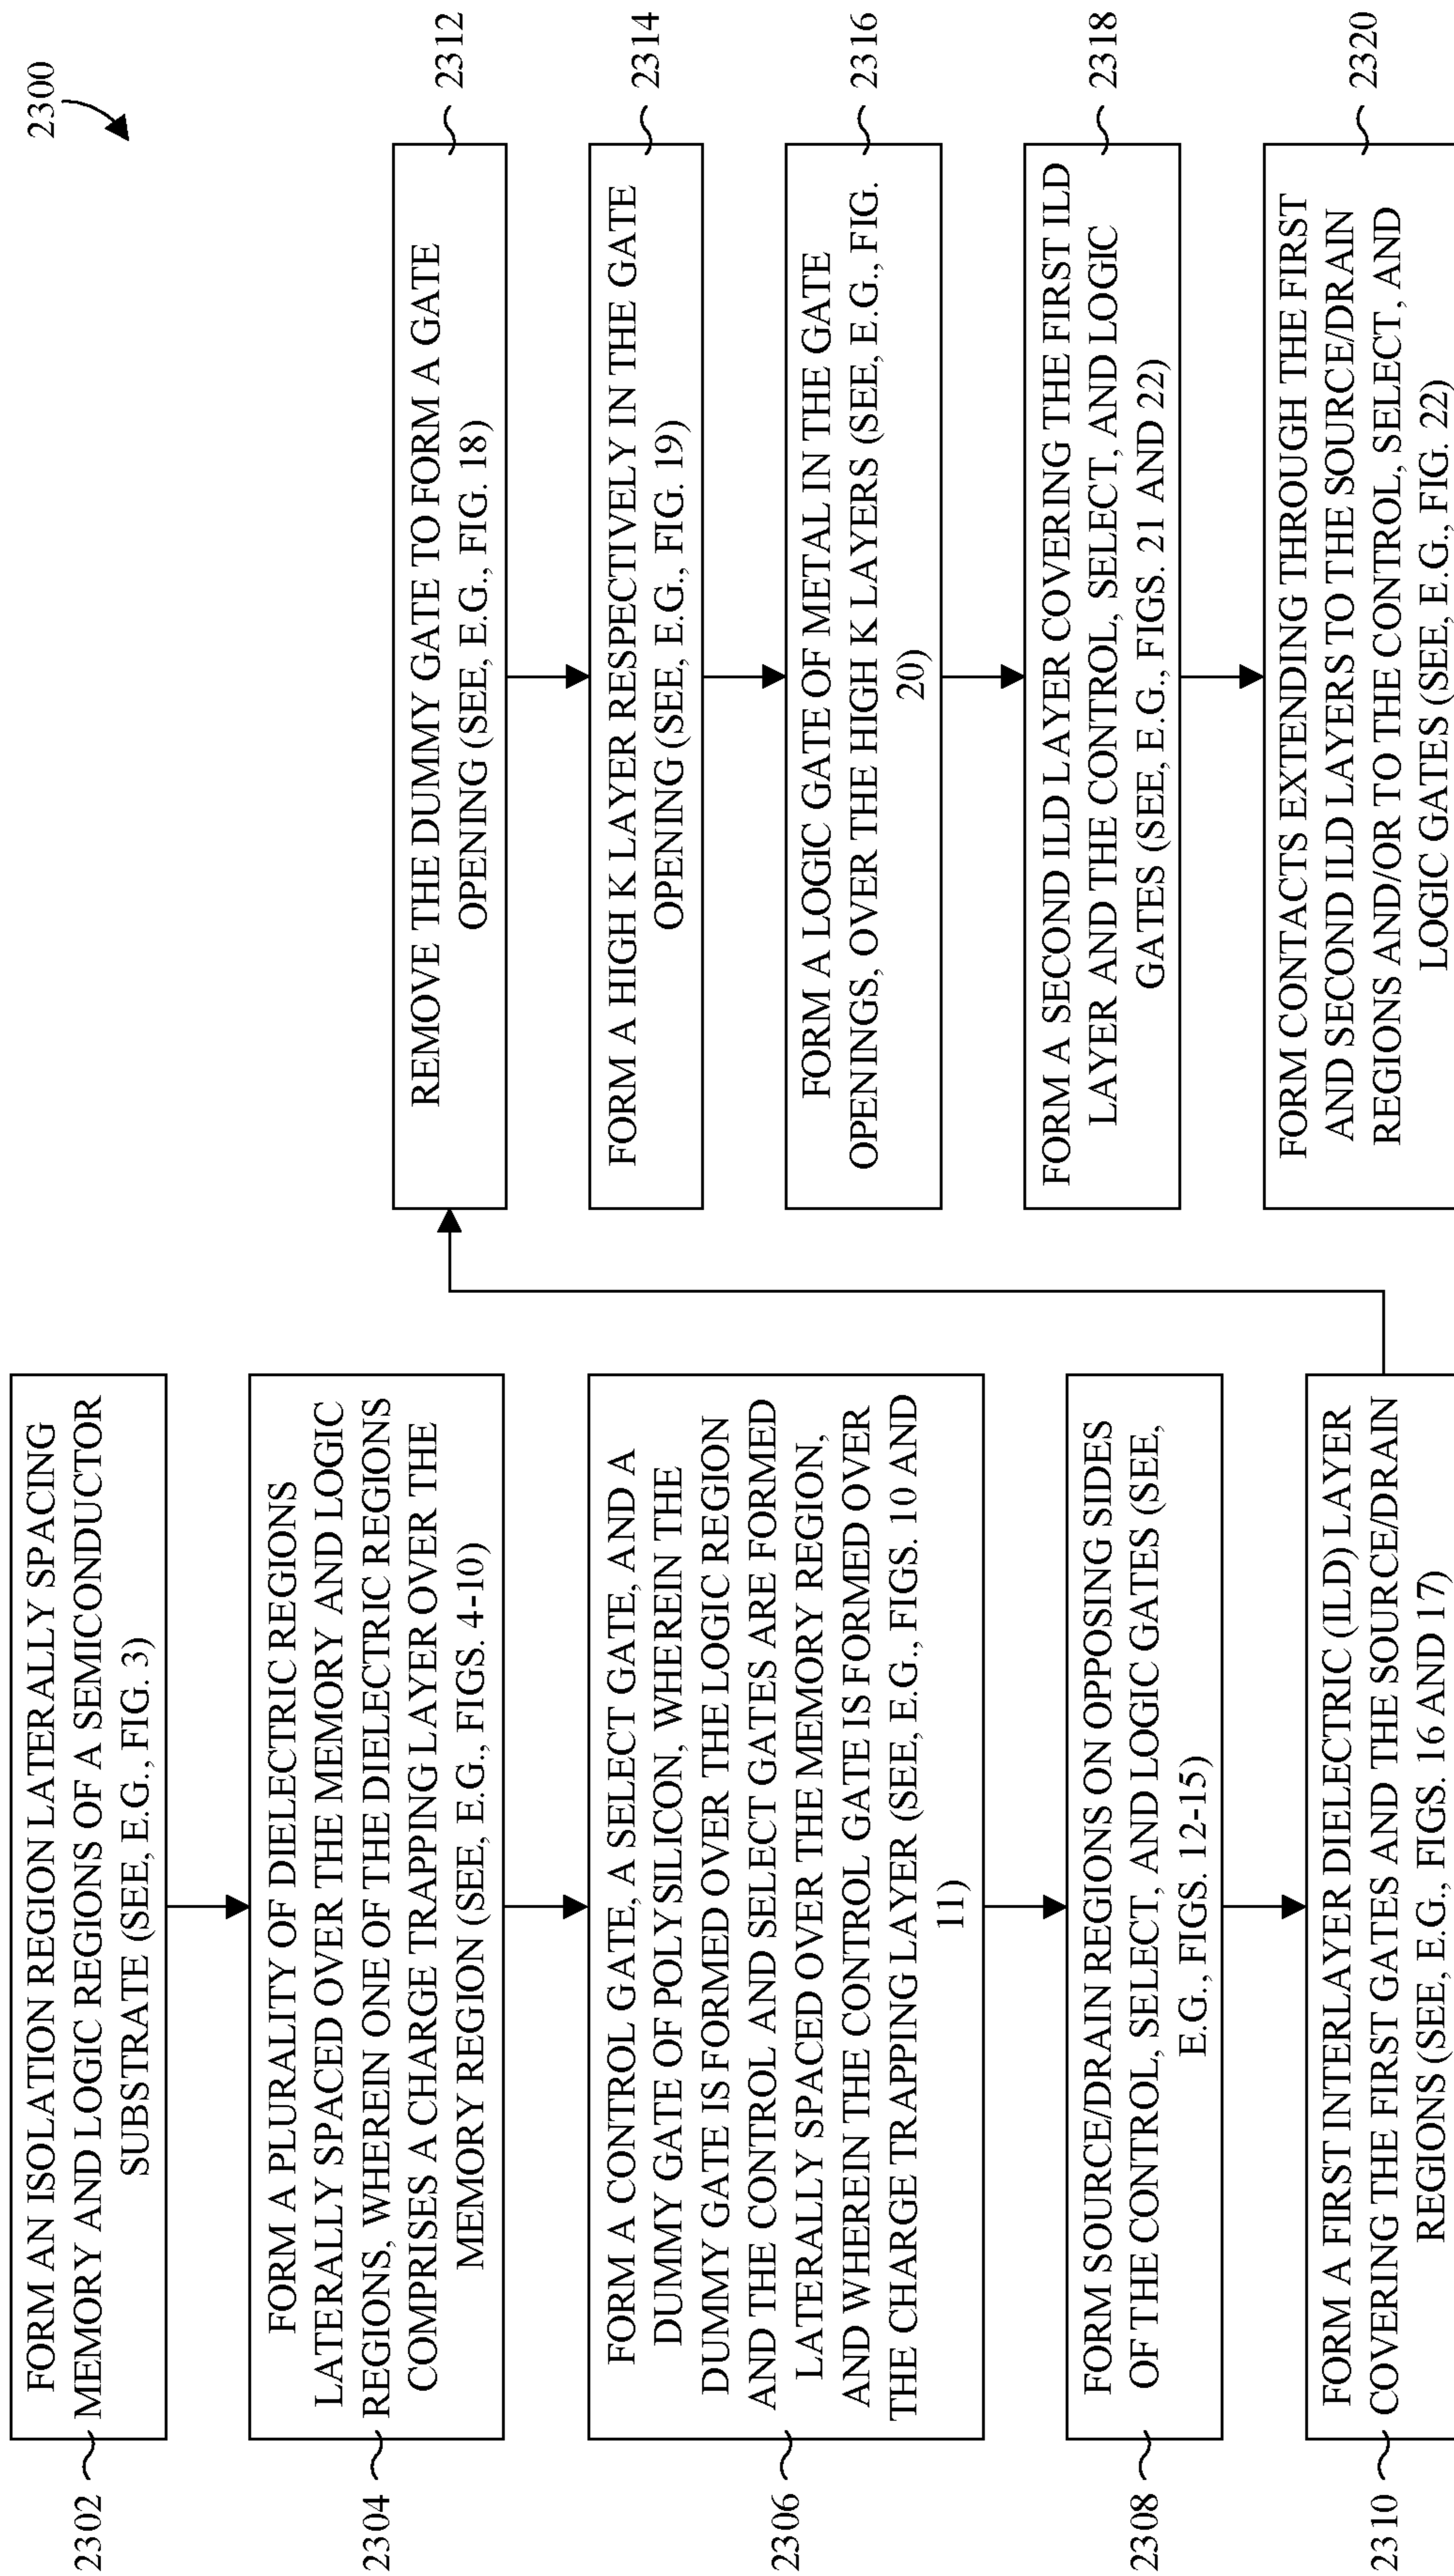 2300
2302
FORM AN ISOLATION REGION LATERALLY SPACING
MEMORY AND LOGIC REGIONS OF A SEMICONDUCTOR
SUBSTRATE (SEE, E.G., FIG. 3)
2304
FORM A PLURALITY OF DIELECTRIC REGIONS
LATERALLY SPACED OVER THE MEMORY AND LOGIC
REGIONS, WHEREIN ONE OF THE DIELECTRIC REGIONS
COMPRISES A CHARGE TRAPPING LAYER OVER THE
MEMORY REGION (SEE, E.G., FIGS. 4-10)
2306
FORM A CONTROL GATE, A SELECT GATE, AND A
DUMMY GATE OF POLY SILICON, WHEREIN THE
DUMMY GATE IS FORMED OVER THE LOGIC REGION
AND THE CONTROL AND SELECT GATES ARE FORMED
LATERALLY SPACED OVER THE MEMORY REGION,
AND WHEREIN THE CONTROL GATE IS FORMED OVER
THE CHARGE TRAPPING LAYER (SEE, E.G., FIGS. 10 AND
11)
2308
FORM SOURCE/DRAIN REGIONS ON OPPOSING SIDES
OF THE CONTROL, SELECT, AND LOGIC GATES (SEE,
E.G., FIGS. 12-15)
2310
FORM A FIRST INTERLAYER DIELECTRIC (ILD) LAYER
COVERING THE FIRST GATES AND THE SOURCE/DRAIN
REGIONS (SEE, E.G., FIGS. 16 AND 17)
2312
REMOVE THE DUMMY GATE TO FORM A GATE
OPENING (SEE, E.G., FIG. 18)
2314
FORM A HIGH K LAYER RESPECTIVELY IN THE GATE
OPENING (SEE, E.G., FIG. 19)
2316
FORM A LOGIC GATE OF METAL IN THE GATE
OPENINGS, OVER THE HIGH K LAYERS (SEE, E.G., FIG.
20)
2318
FORM A SECOND ILD LAYER COVERING THE FIRST ILD
LAYER AND THE CONTROL, SELECT, AND LOGIC
GATES (SEE, E.G., FIGS. 21 AND 22)
2320
FORM CONTACTS EXTENDING THROUGH THE FIRST
AND SECOND ILD LAYERS TO THE SOURCE/DRAIN
REGIONS AND/OR TO THE CONTROL, SELECT, AND
LOGIC GATES (SEE, E.G., FIG. 22)